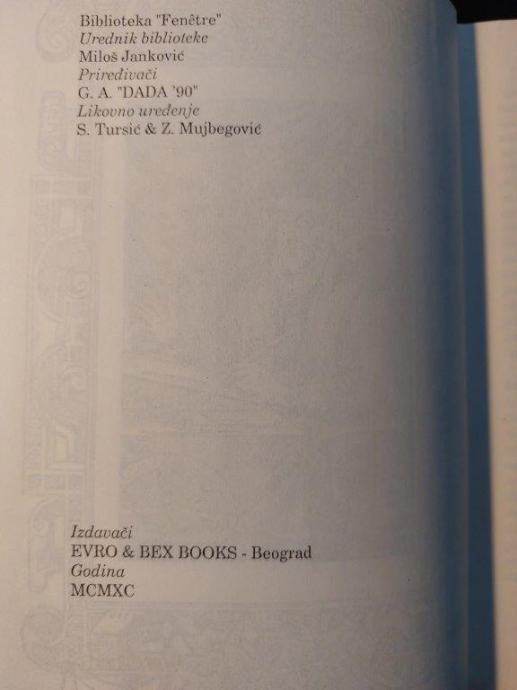 Biblioteka "Fenêtre"
Urednik biblioteke
Miloš Janković
Priređivači
G. A. "DADA '90"
Likovno uređenje
S. Tursić & Z. Mujbegović
Izdavači
EVRO & BEX BOOKS - Beograd
Godina
MCMXC